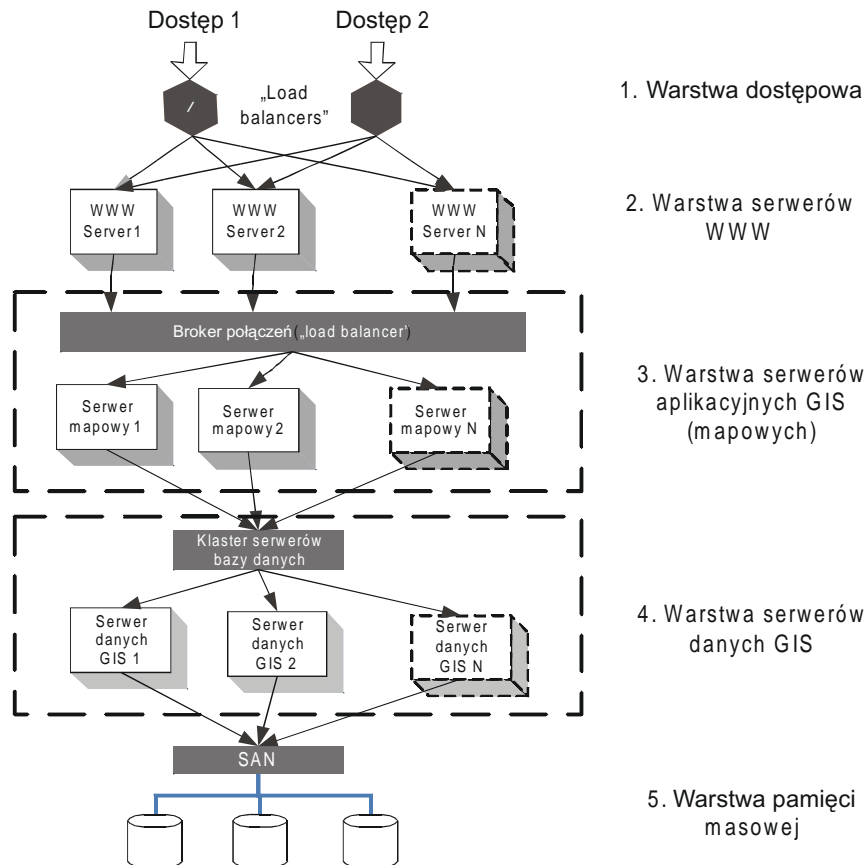 Dostęp 1
Dostęp 2
„Load
balancers”
/
1. Warstwa dostępowa
WWW
Server 1
WWW
Server 2
WWW
Server N
2. Warstwa serwerów
WWW
Broker połączeń („load balancer')
Serwer
mapowy 1
Serwer
mapowy 2
Serwer
mapowy N
3. Warstwa serwerów
aplikacyjnych GIS
(mapowych)
Klaster serwerów
bazy danych
Serwer
danych
GIS 1
Serwer
danych
GIS 2
Serwer
danych
GIS N
4. Warstwa serwerów
danych GIS
SAN
5. Warstwa pamięci
masowej